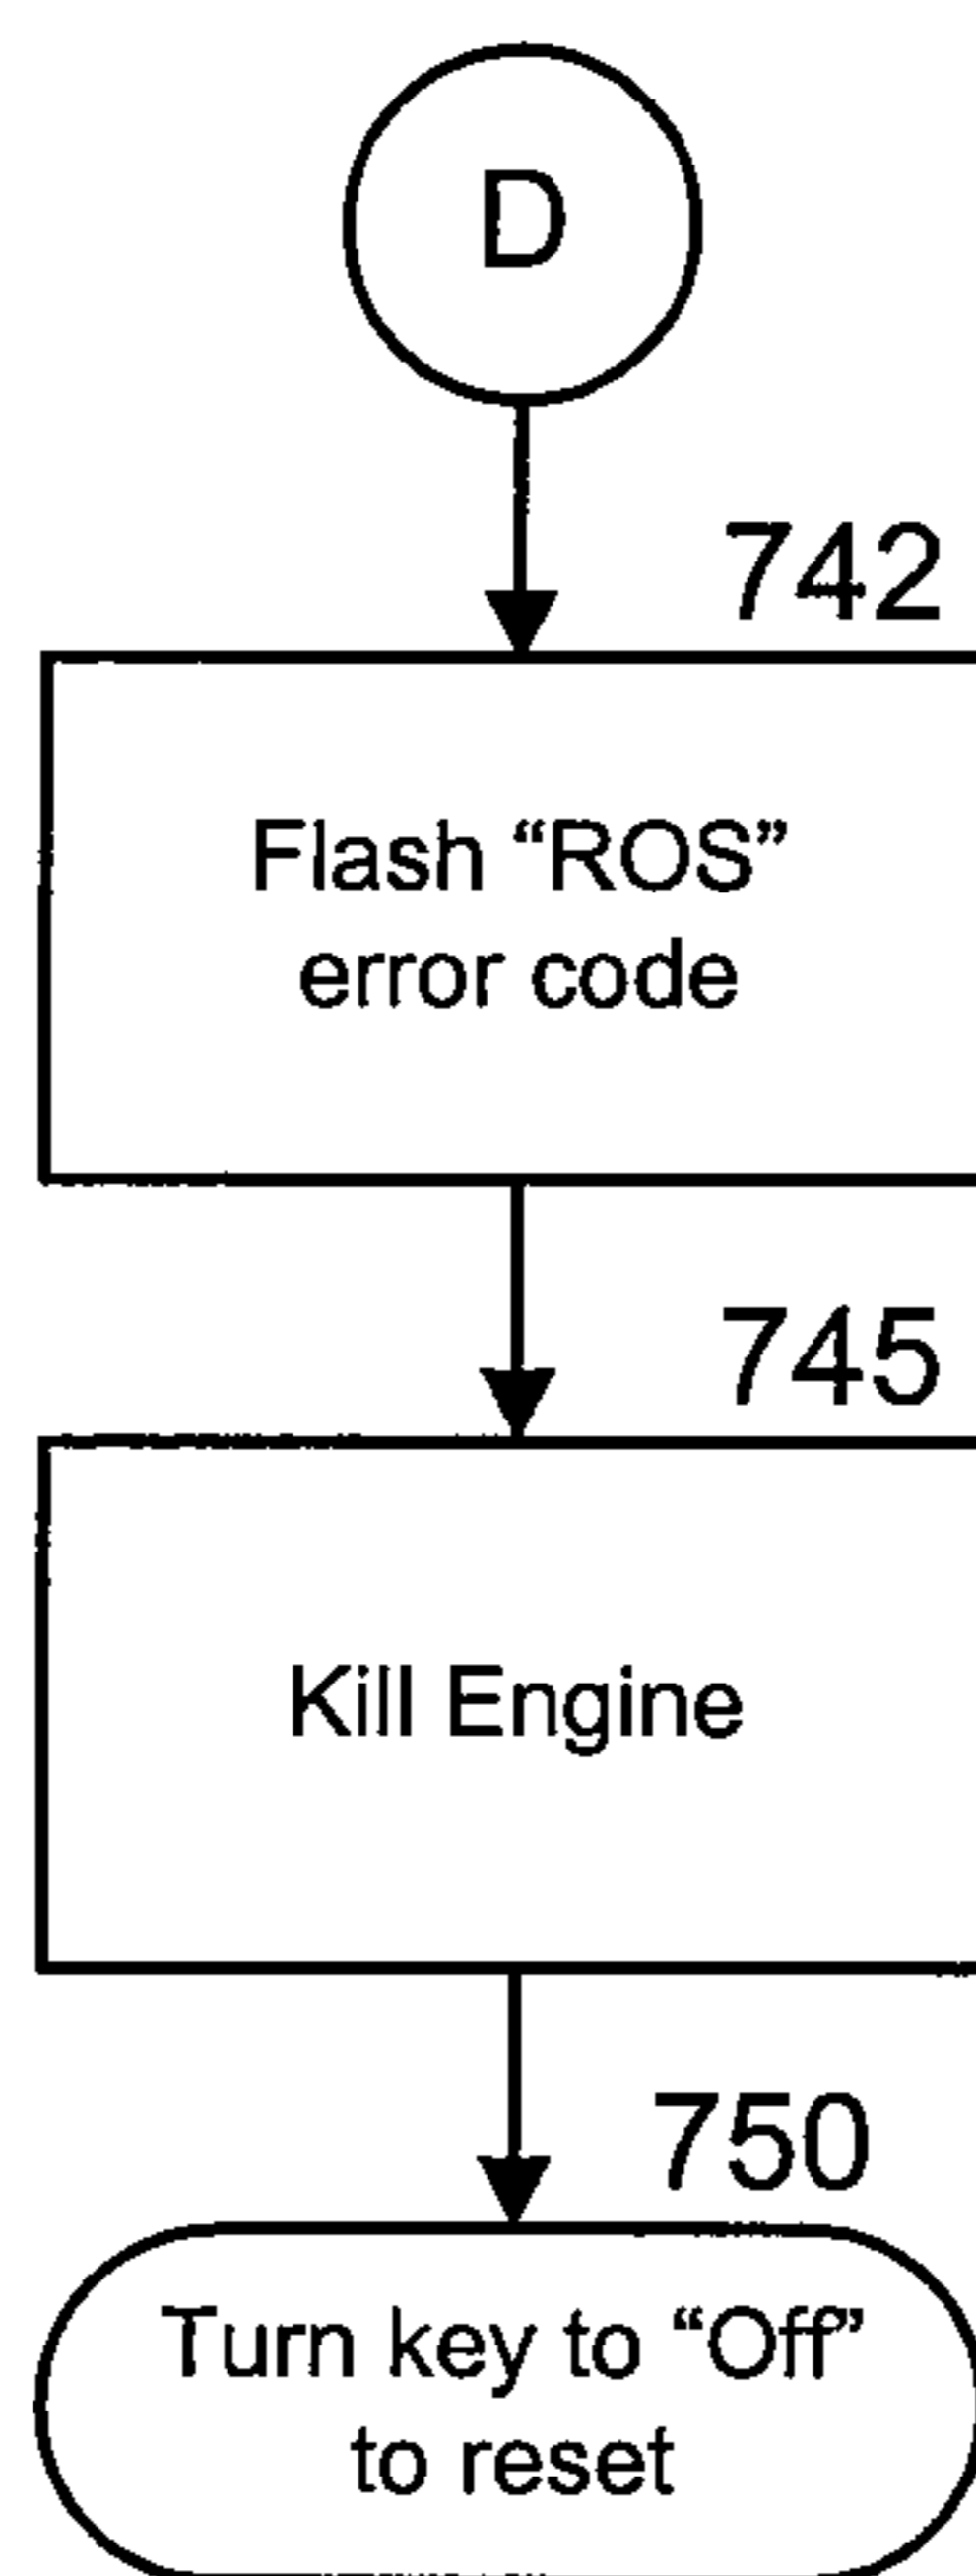 D
742
Flash “ROS”
error code
745
Kill Engine
750
Turn key to “Off”
to reset